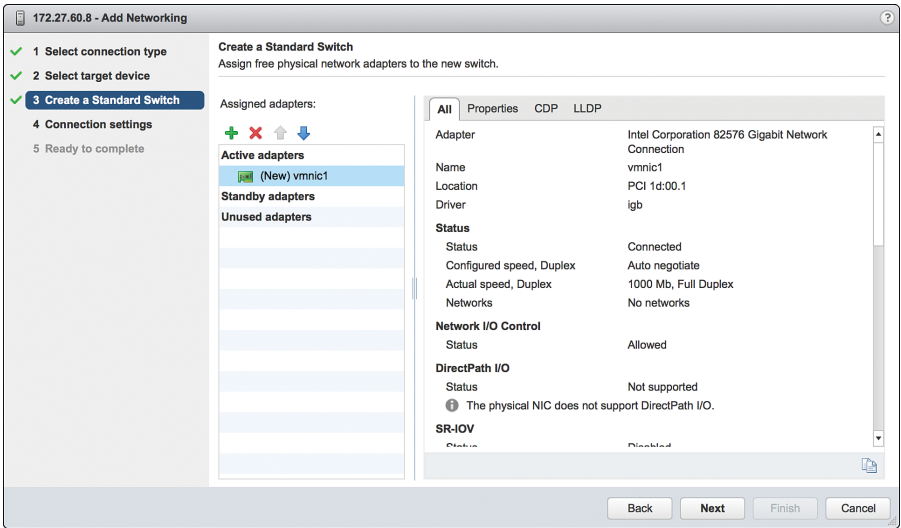 172.27.60.8 - Add Networking
?
1 Select connection type
2 Select target device
3 Create a Standard Switch
4 Connection settings
5 Ready to complete
Create a Standard Switch
Assign free physical network adapters to the new switch.
Assigned adapters:
Active adapters
(New) vmnic1
Standby adapters
Unused adapters
All Properties CDP LLDP
Adapter Intel Corporation 82576 Gigabit Network
Connection
Name vmnic1
Location PCI 1d:00.1
Driver igb
Status
Status Connected
Configured speed, Duplex Auto negotiate
Actual speed, Duplex 1000 Mb, Full Duplex
Networks No networks
Network I/O Control
Status Allowed
DirectPath I/O
Status Not supported
The physical NIC does not support DirectPath I/O.
SR-IOV
Status Disabled
Back Next Finish Cancel